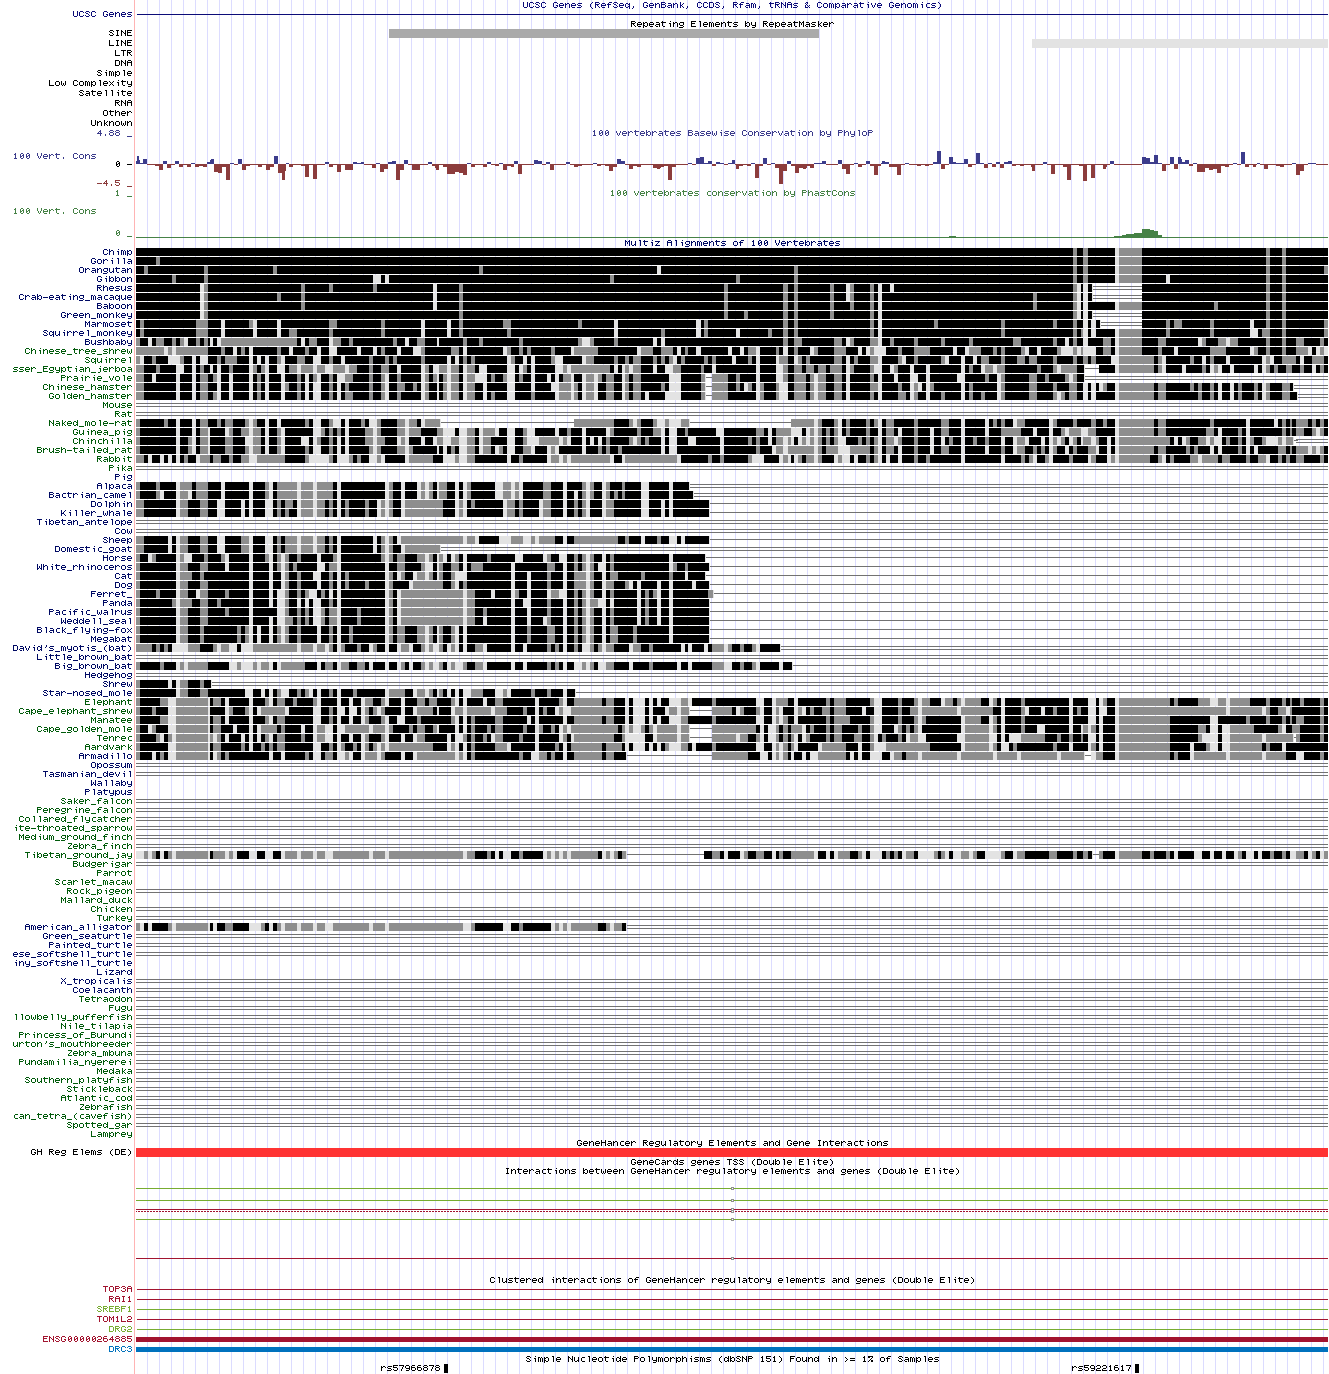 UCSC Genes (RefSeq, GenBank, CCDS, Rfam, tRNAs & Comparative Genomics)
UCSC Genes
Repeating Elements by RepeatMasker
SINE
LINE
LTR
DNA
Simple
Low Complexity
Satellite
RNA
Other
Unknown
4.88 _
100 vertebrates Basewise Conservation by PhyloP
100 Vert. Cons
0 -
-4.5 _
100 vertebrates conservation by PhastCons
1 _
100 Vert. Cons
0 _
Multiz Alignments of 100 Vertebrates
Chimp
Gorilla
Orangutan
Gibbon
Rhesus
Crab-eating_macaque
Baboon
Green_monkey
Marmoset
Squirrel_monkey
Bushbaby
Chinese_tree_shrew
Squirrel
sser_Egyptian_jerboa
Prairie_vole
Chinese_hamster
Golden_hamster
Mouse
Rat
Naked_mole-rat
Guinea_pig
Chinchilla
Brush-tailed_rat
Rabbit
Pika
Pig
Alpaca
Bactrian_camel
Dolphin
Killer_whale
Tibetan_antelope
Cow
Sheep
Domestic_goat
Horse
White_rhinoceros
Cat
Dog
Ferret_
Panda
Pacific_walrus
Weddell_seal
Black_flying-fox
Megabat
David's_myotis_(bat)
Little_brown_bat
Big_brown_bat
Hedgehog
Shrew
Star-nosed_mole
Elephant
Cape_elephant_shrew
Manatee
Cape_golden_mole
Tenrec
Aardvark
Armadillo
Opossum
Tasmanian_devil
Wallaby
Platypus
Saker_falcon
Peregrine_falcon
Collared_flycatcher
ite-throated_sparrow
Medium_ground_finch
Zebra_finch
Tibetan_ground_jay
Budgerigar
Parrot
Scarlet_macaw
Rock_pigeon
Mallard_duck
Chicken
Turkey
American_alligator
Green_seaturtle
Painted_turtle
ese_softshell_turtle
iny_softshell_turtle
Lizard
X_tropicalis
Coelacanth
Tetraodon
Fugu
llowbelly_pufferfish
Nile_tilapia
Princess_of_Burundi
urton's_mouthbreeder
Zebra_mbuna
Pundamilia_nyererei
Medaka
Southern_platyfish
Stickleback
Atlantic_cod
Zebrafish
can_tetra_(cavefish)
Spotted_gar
Lamprey
GeneHancer Regulatory Elements and Gene Interactions
GH Reg Elems (DE)
GeneCards genes TSS (Double Elite)
Interactions between GeneHancer regulatory elements and genes (Double Elite)
Clustered interactions of GeneHancer regulatory elements and genes (Double Elite)
TOP3A
RAI1
SREBF1
TOM1L2
DRG2
ENSG00000264885
DRC3
Simple Nucleotide Polymorphisms (dbSNP 151) Found in >= 1% of Samples
rs57966878 rs59221617